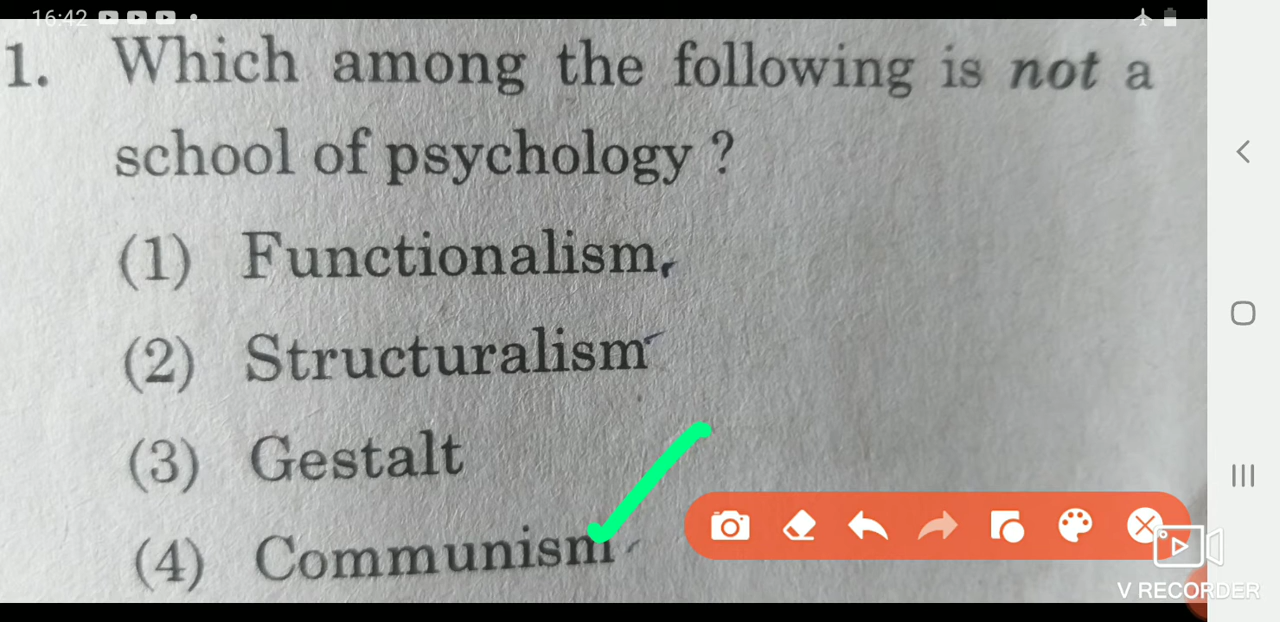 16:42
1. Which among the following is not a
school of psychology ?
(1) Functionalism
(2) Structuralism
(3) Gestalt
(4) Communism
V RECORDER